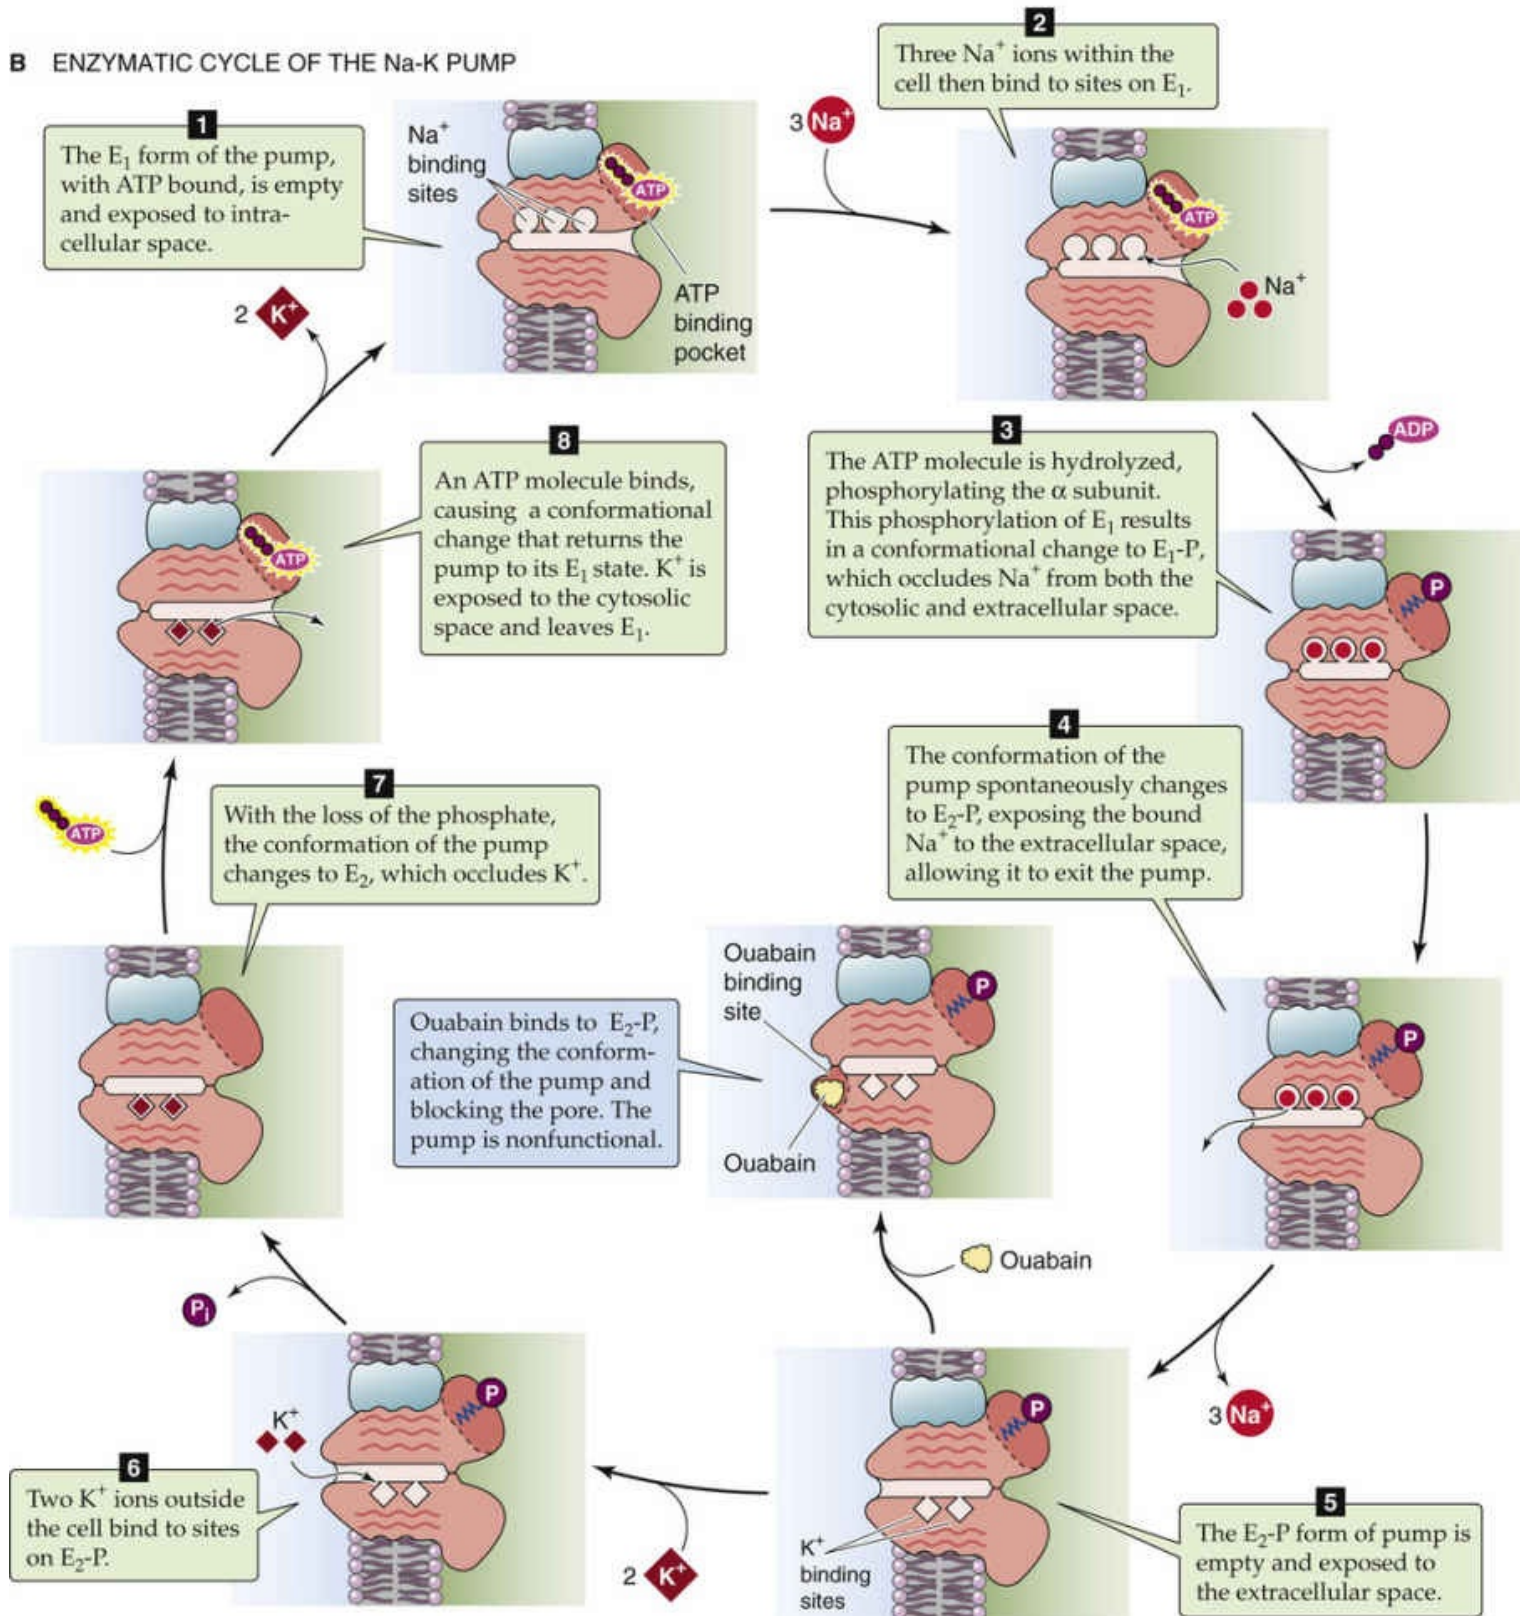 B ENZYMATIC CYCLE OF THE Na-K PUMP
1
The E₁ form of the pump,
with ATP bound, is empty
and exposed to intra-
cellular space.
Na⁺
binding
sites
ATP
ATP
binding
pocket
3 Na⁺
2
Three Na⁺ ions within the
cell then bind to sites on E₁.
ATP
Na⁺
ADP
3
The ATP molecule is hydrolyzed,
phosphorylating the α subunit.
This phosphorylation of E₁ results
in a conformational change to E₁-P,
which occludes Na⁺ from both the
cytosolic and extracellular space.
P
4
The conformation of the
pump spontaneously changes
to E₂-P, exposing the bound
Na⁺ to the extracellular space,
allowing it to exit the pump.
P
3 Na⁺
5
The E₂-P form of pump is
empty and exposed to
the extracellular space.
P
K⁺
binding
sites
Ouabain
Ouabain
binding
site
P
Ouabain
Ouabain binds to E₂-P,
changing the conform-
ation of the pump and
blocking the pore. The
pump is nonfunctional.
2 K⁺
6
Two K⁺ ions outside
the cell bind to sites
on E₂-P.
K⁺
P
Pᵢ
7
With the loss of the phosphate,
the conformation of the pump
changes to E₂, which occludes K⁺.
ATP
8
An ATP molecule binds,
causing a conformational
change that returns the
pump to its E₁ state. K⁺ is
exposed to the cytosolic
space and leaves E₁.
ATP
2 K⁺